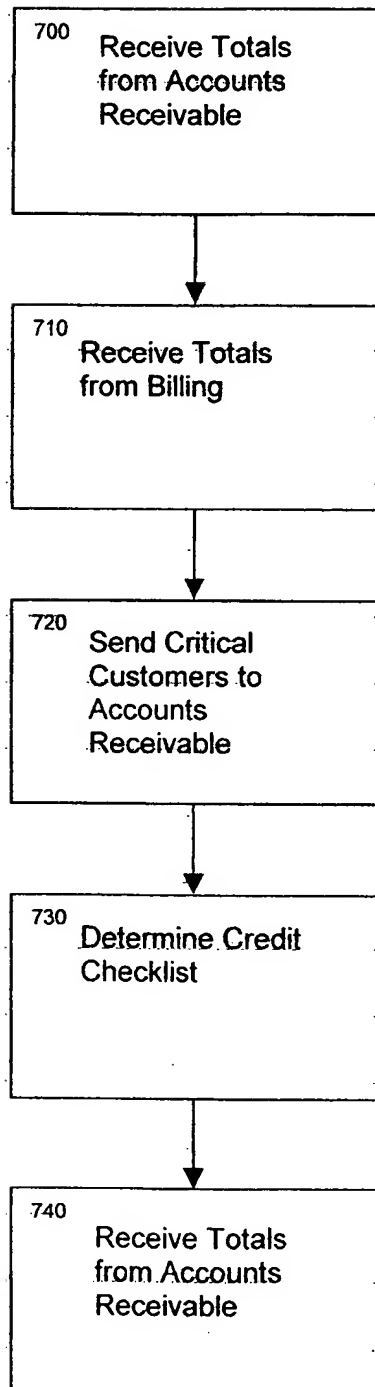 700
Receive Totals
from Accounts
Receivable
710
Receive Totals
from Billing
720
Send Critical
Customers to
Accounts
Receivable
730
Determine Credit
Checklist
740
Receive Totals
from Accounts
Receivable